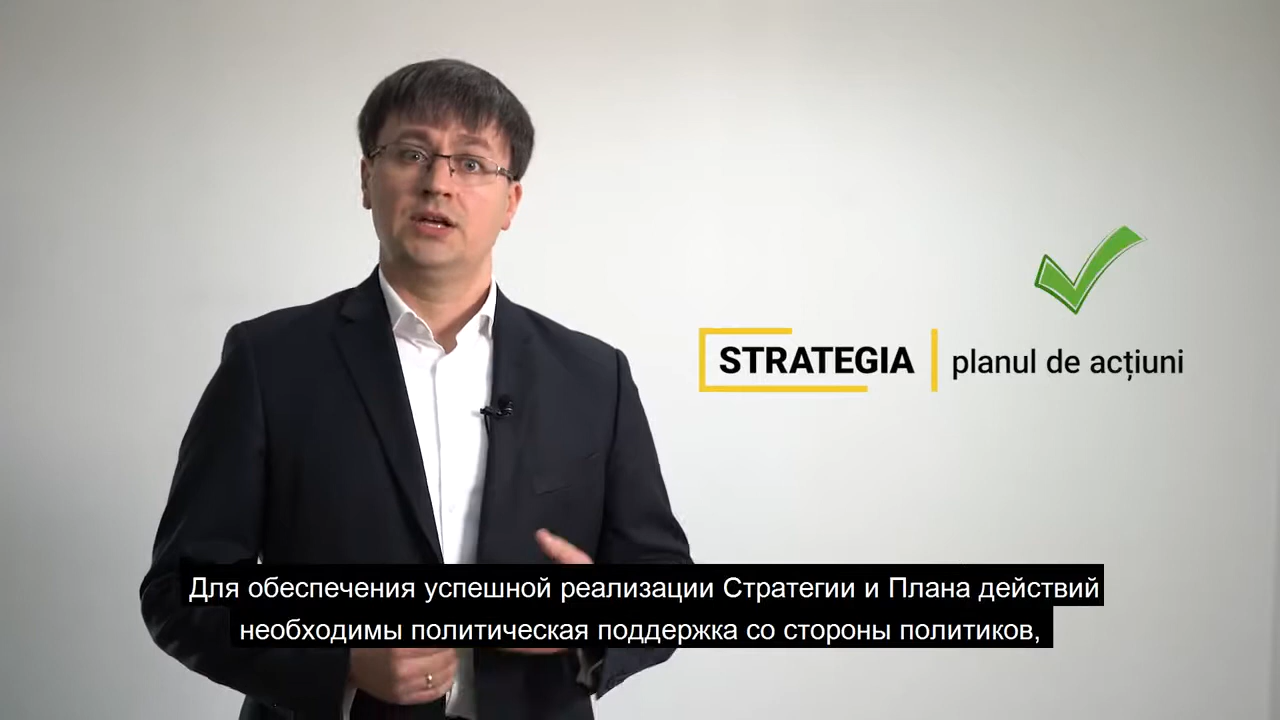 STRATEGIA
planul de acțiuni
Для обеспечения успешной реализации Стратегии и Плана действий
необходимы политическая поддержка со стороны политиков,